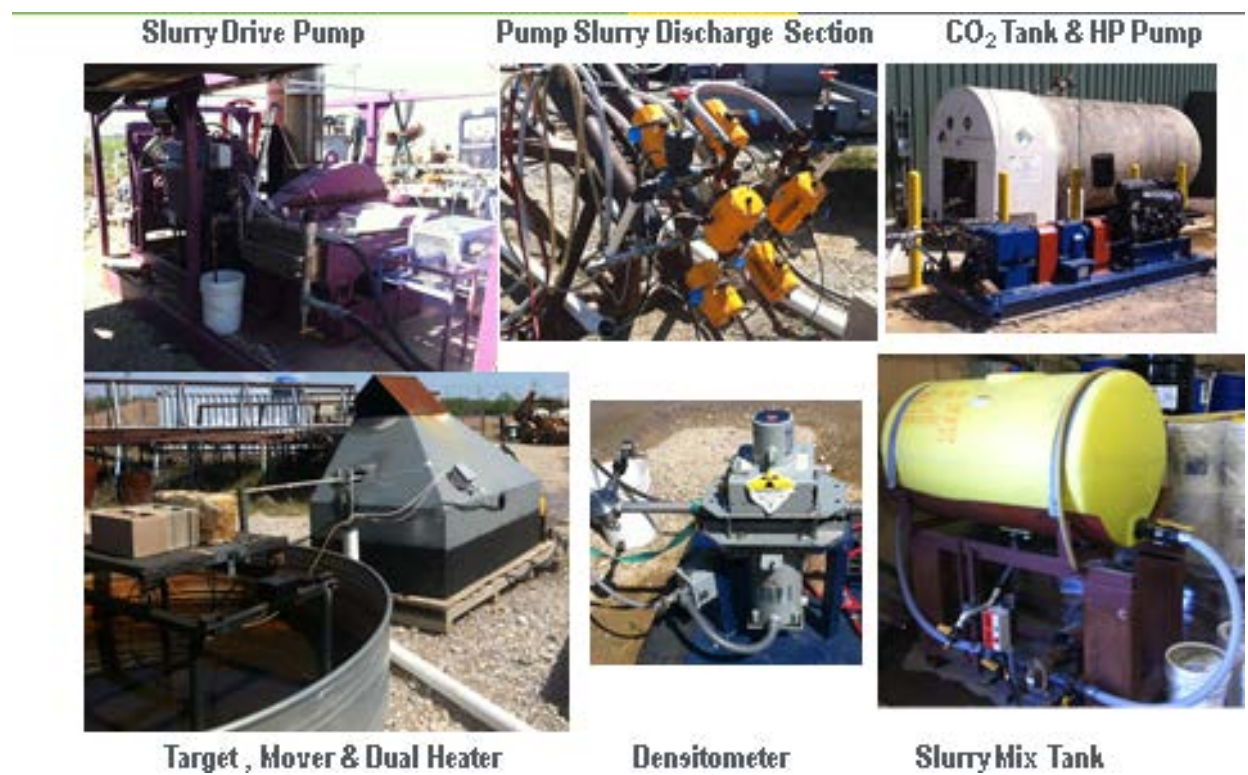 Slurry Drive Pump
Pump Slurry Discharge Section
CO₂ Tank & HP Pump
Target , Mover & Dual Heater
Densitometer
Slurry Mix Tank